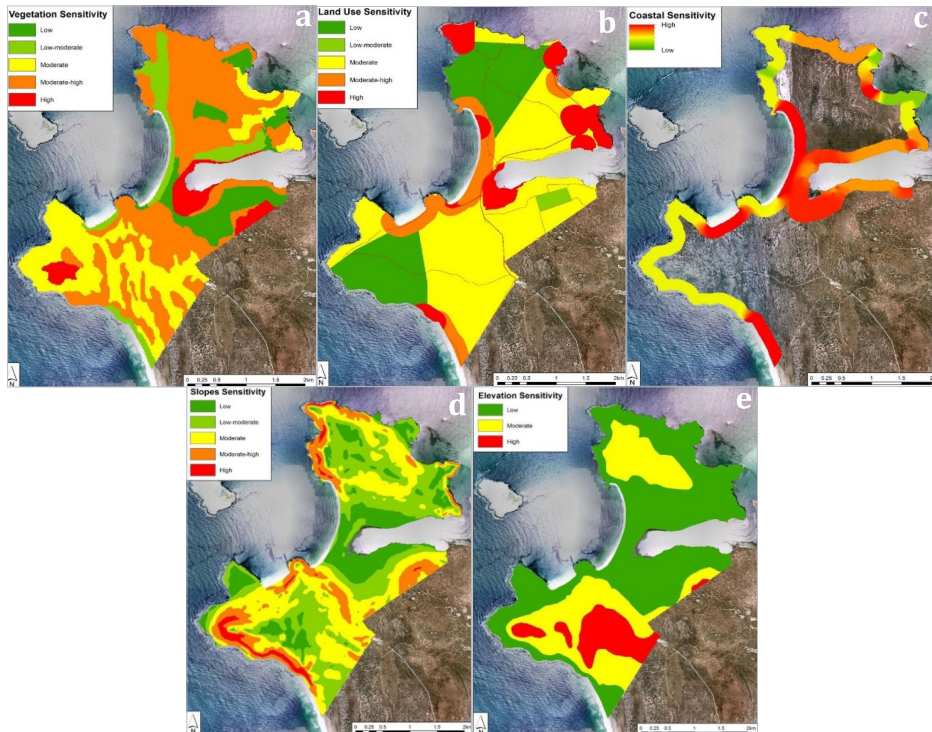 Vegetation Sensitivity
Low
Low-moderate
Moderate
Moderate-high
High
a
N
0 0.25 0.5 1 1.5 2km
Land Use Sensitivity
Low
Low-moderate
Moderate
Moderate-high
High
b
N
0 0.25 0.5 1 1.5 2km
Coastal Sensitivity
High
Low
c
N
0 0.25 0.5 1 1.5 2
Slopes Sensitivity
Low
Low-moderate
Moderate
Moderate-high
High
d
N
0 0.25 0.5 1 1.5 2km
Elevation Sensitivity
Low
Moderate
High
e
N
0 0.25 0.5 1 1.5 2km